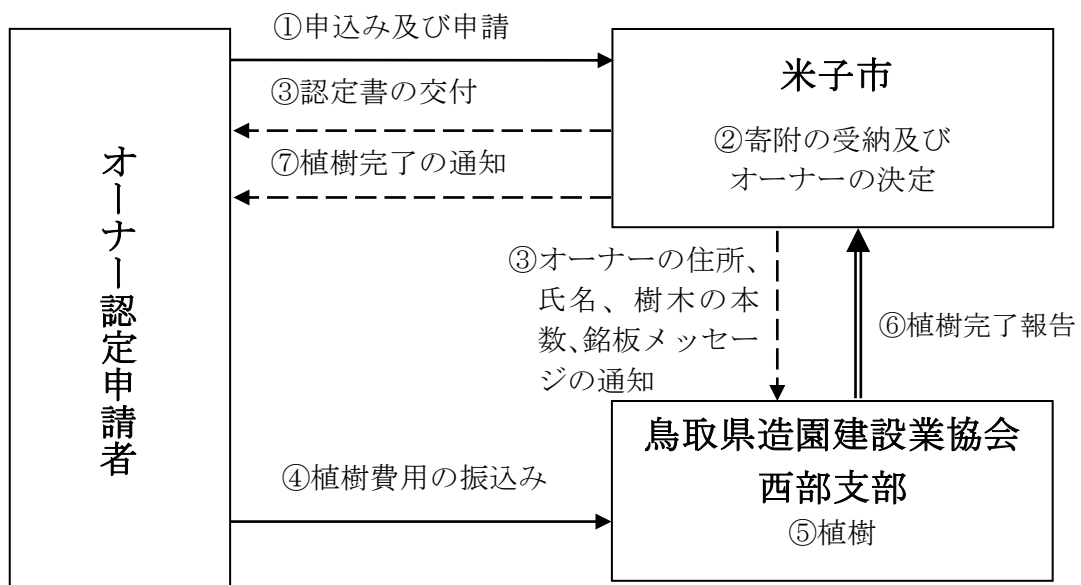 ①申込み及び申請
③認定書の交付
⑦植樹完了の通知
オーナー認定申請者
米子市
②寄附の受納及び
オーナーの決定
③オーナーの住所、
氏名、樹木の本
数、銘板メッセー
ジの通知
⑥植樹完了報告
④植樹費用の振込み
鳥取県造園建設業協会
西部支部
⑤植樹